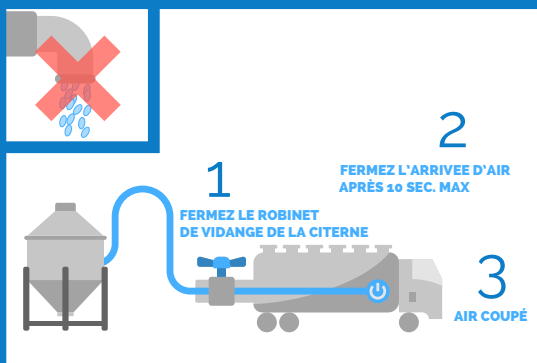 1
FERMEZ LE ROBINET
DE VIDANGE DE LA CITERNE
2
FERMEZ L'ARRIVEE D'AIR
APRÈS 10 SEC. MAX
3
AIR COUPÉ